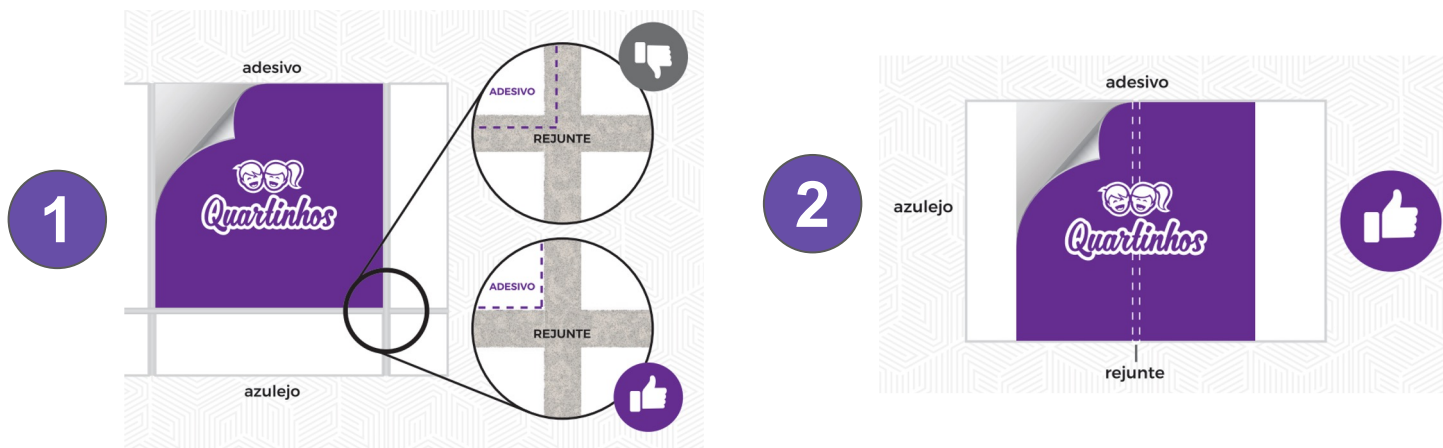 1
adesivo
Quartinhos
azulejo
ADESIVO
REJUNTE
ADESIVO
REJUNTE
2
adesivo
azulejo
Quartinhos
rejunte